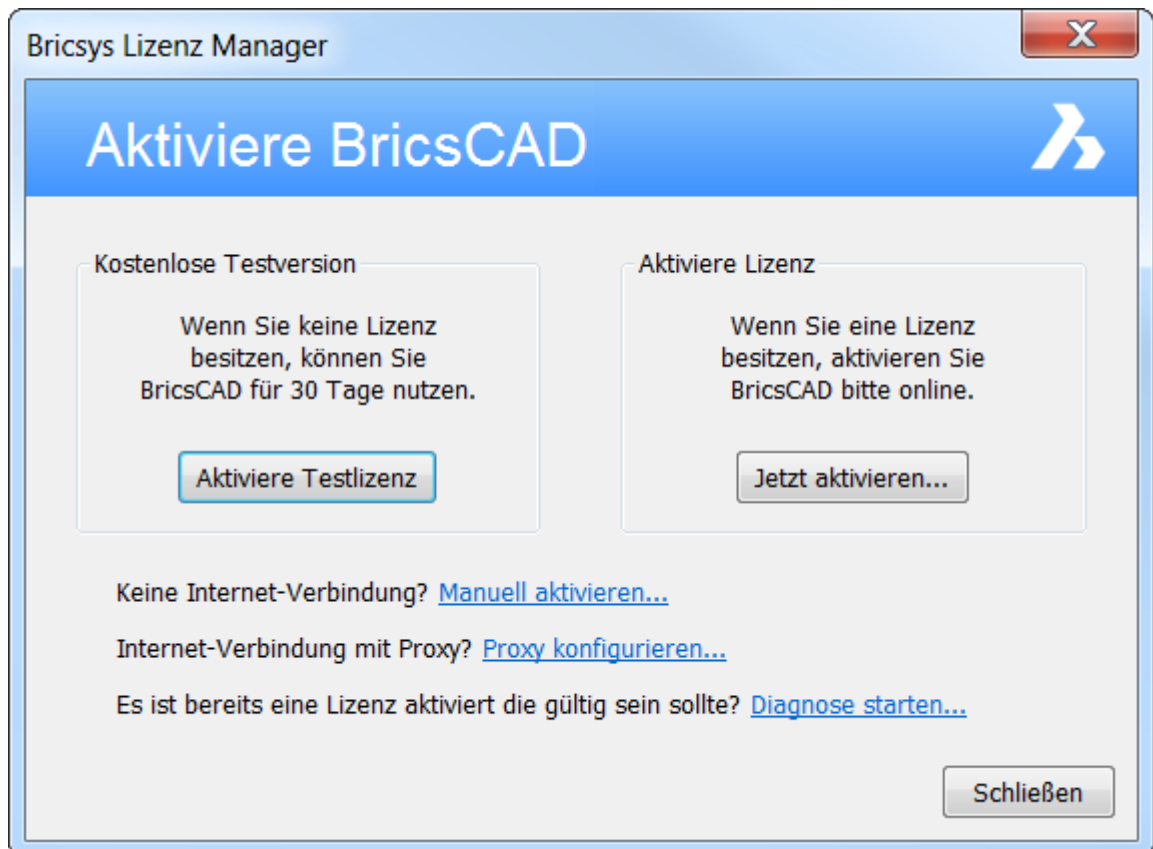 Bricsys Lizenz Manager
Aktiviere BricsCAD
Kostenlose Testversion
Wenn Sie keine Lizenz
besitzen, können Sie
BricsCAD für 30 Tage nutzen.
Aktiviere Testlizenz
Aktiviere Lizenz
Wenn Sie eine Lizenz
besitzen, aktivieren Sie
BricsCAD bitte online.
Jetzt aktivieren...
Keine Internet-Verbindung? Manuell aktivieren...
Internet-Verbindung mit Proxy? Proxy konfigurieren...
Es ist bereits eine Lizenz aktiviert die gültig sein sollte? Diagnose starten...
Schließen